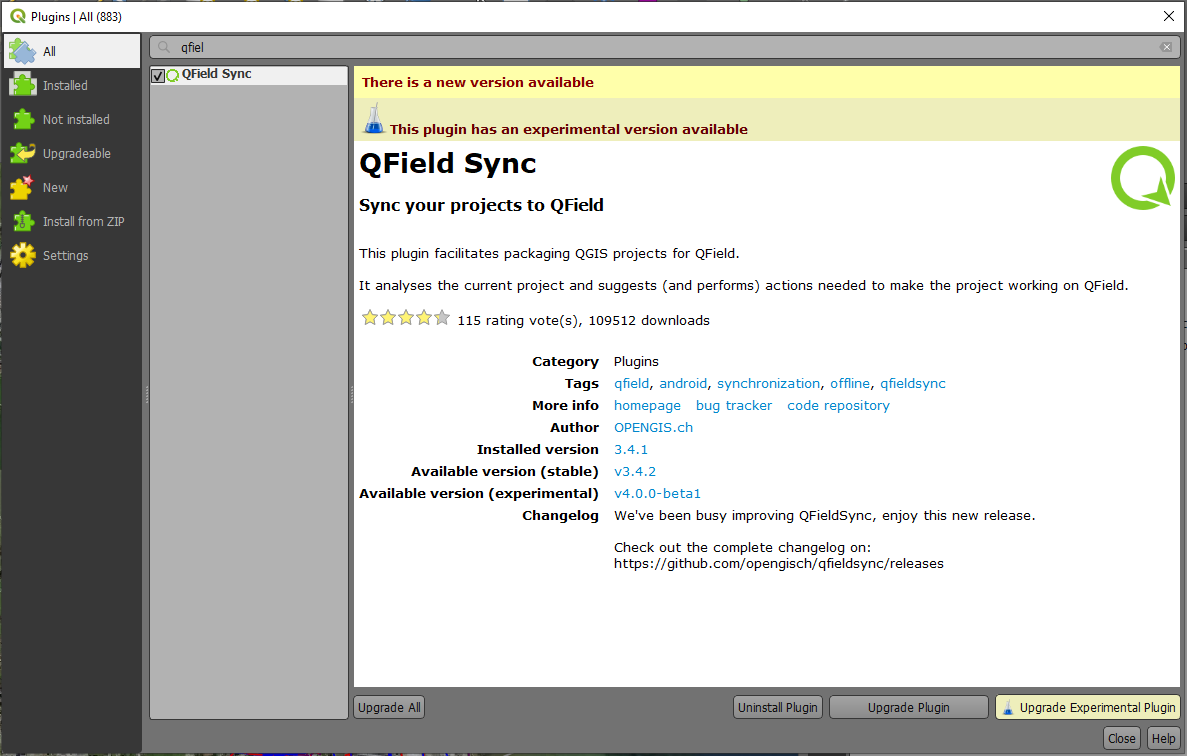 Plugins | All (883)
All
Installed
Not installed
Upgradeable
New
Install from ZIP
Settings
qfiel
QField Sync
There is a new version available
This plugin has an experimental version available
QField Sync
Sync your projects to QField
This plugin facilitates packaging QGIS projects for QField.
It analyses the current project and suggests (and performs) actions needed to make the project working on QField.
115 rating vote(s), 109512 downloads
Category Plugins
Tags qfield, android, synchronization, offline, qfieldsync
More info homepage bug tracker code repository
Author OPENGIS.ch
Installed version 3.4.1
Available version (stable) v3.4.2
Available version (experimental) v4.0.0-beta1
Changelog We've been busy improving QFieldSync, enjoy this new release.
Check out the complete changelog on:
https://github.com/opengisch/qfieldsync/releases
Upgrade All
Uninstall Plugin
Upgrade Plugin
Upgrade Experimental Plugin
Close
Help